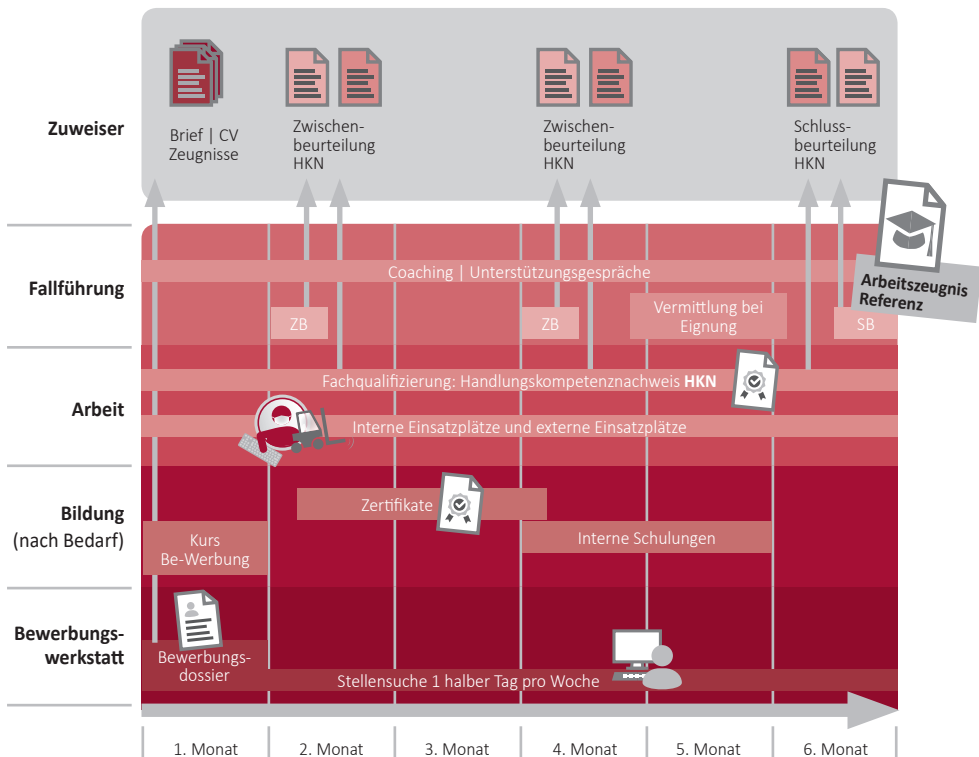 Zuweiser
Brief | CV
Zeugnisse
Zwischen-
beurteilung
HKN
Zwischen-
beurteilung
HKN
Schluss-
beurteilung
HKN
Arbeitszeugnis
Referenz
Fallführung
Coaching | Unterstützungsgespräche
ZB
ZB
Vermittlung bei
Eignung
SB
Arbeit
Fachqualifizierung: Handlungskompetenznachweis HKN
Interne Einsatzplätze und externe Einsatzplätze
Bildung
(nach Bedarf)
Zertifikate
Kurs
Be-Werbung
Interne Schulungen
Bewerbungs-
werkstatt
Bewerbungs-
dossier
Stellensuche 1 halber Tag pro Woche
1. Monat
2. Monat
3. Monat
4. Monat
5. Monat
6. Monat